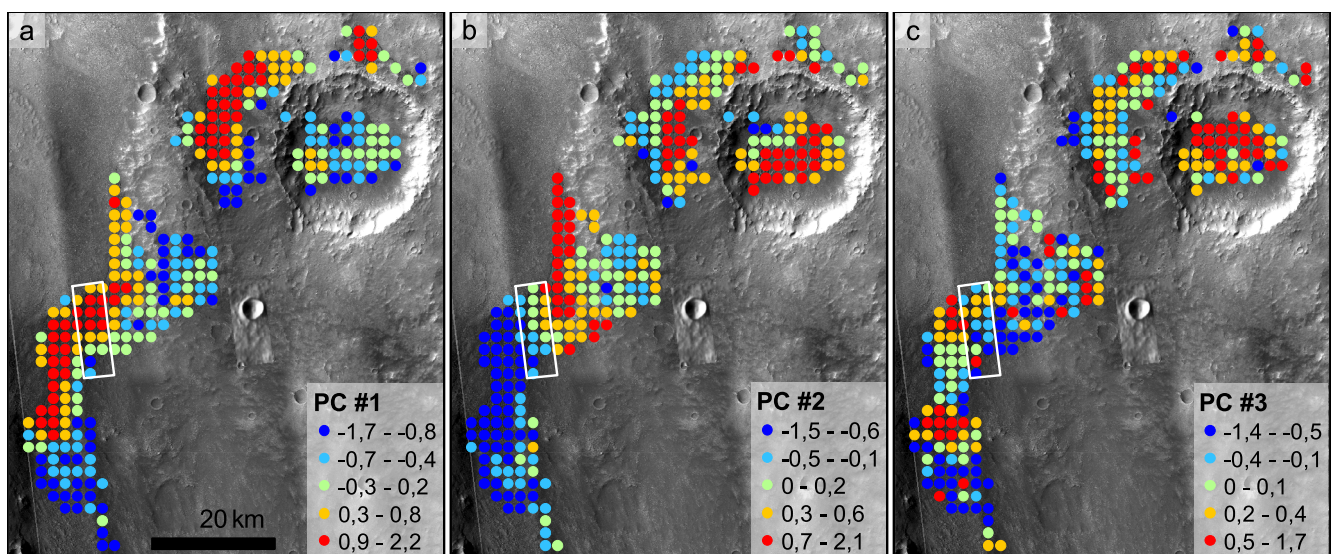 a
b
c
PC #1
-1,7 - -0,8
-0,7 - -0,4
-0,3 - 0,2
0,3 - 0,8
0,9 - 2,2
20 km
PC #2
-1,5 - -0,6
-0,5 - -0,1
0 - 0,2
0,3 - 0,6
0,7 - 2,1
PC #3
-1,4 - -0,5
-0,4 - -0,1
0 - 0,1
0,2 - 0,4
0,5 - 1,7